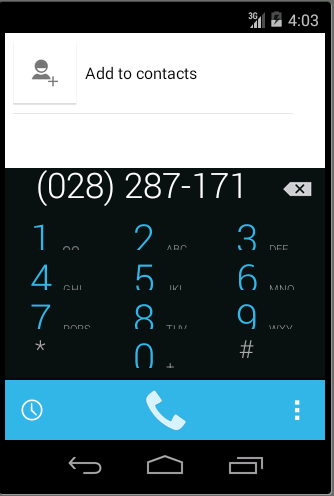 3G 4:03
Add to contacts
(028) 287-171
1 2 ABC 3 DEF
4 GHI 5 JKL 6 MNO
7 PQRS 8 TUV 9 WXY
* 0 + #